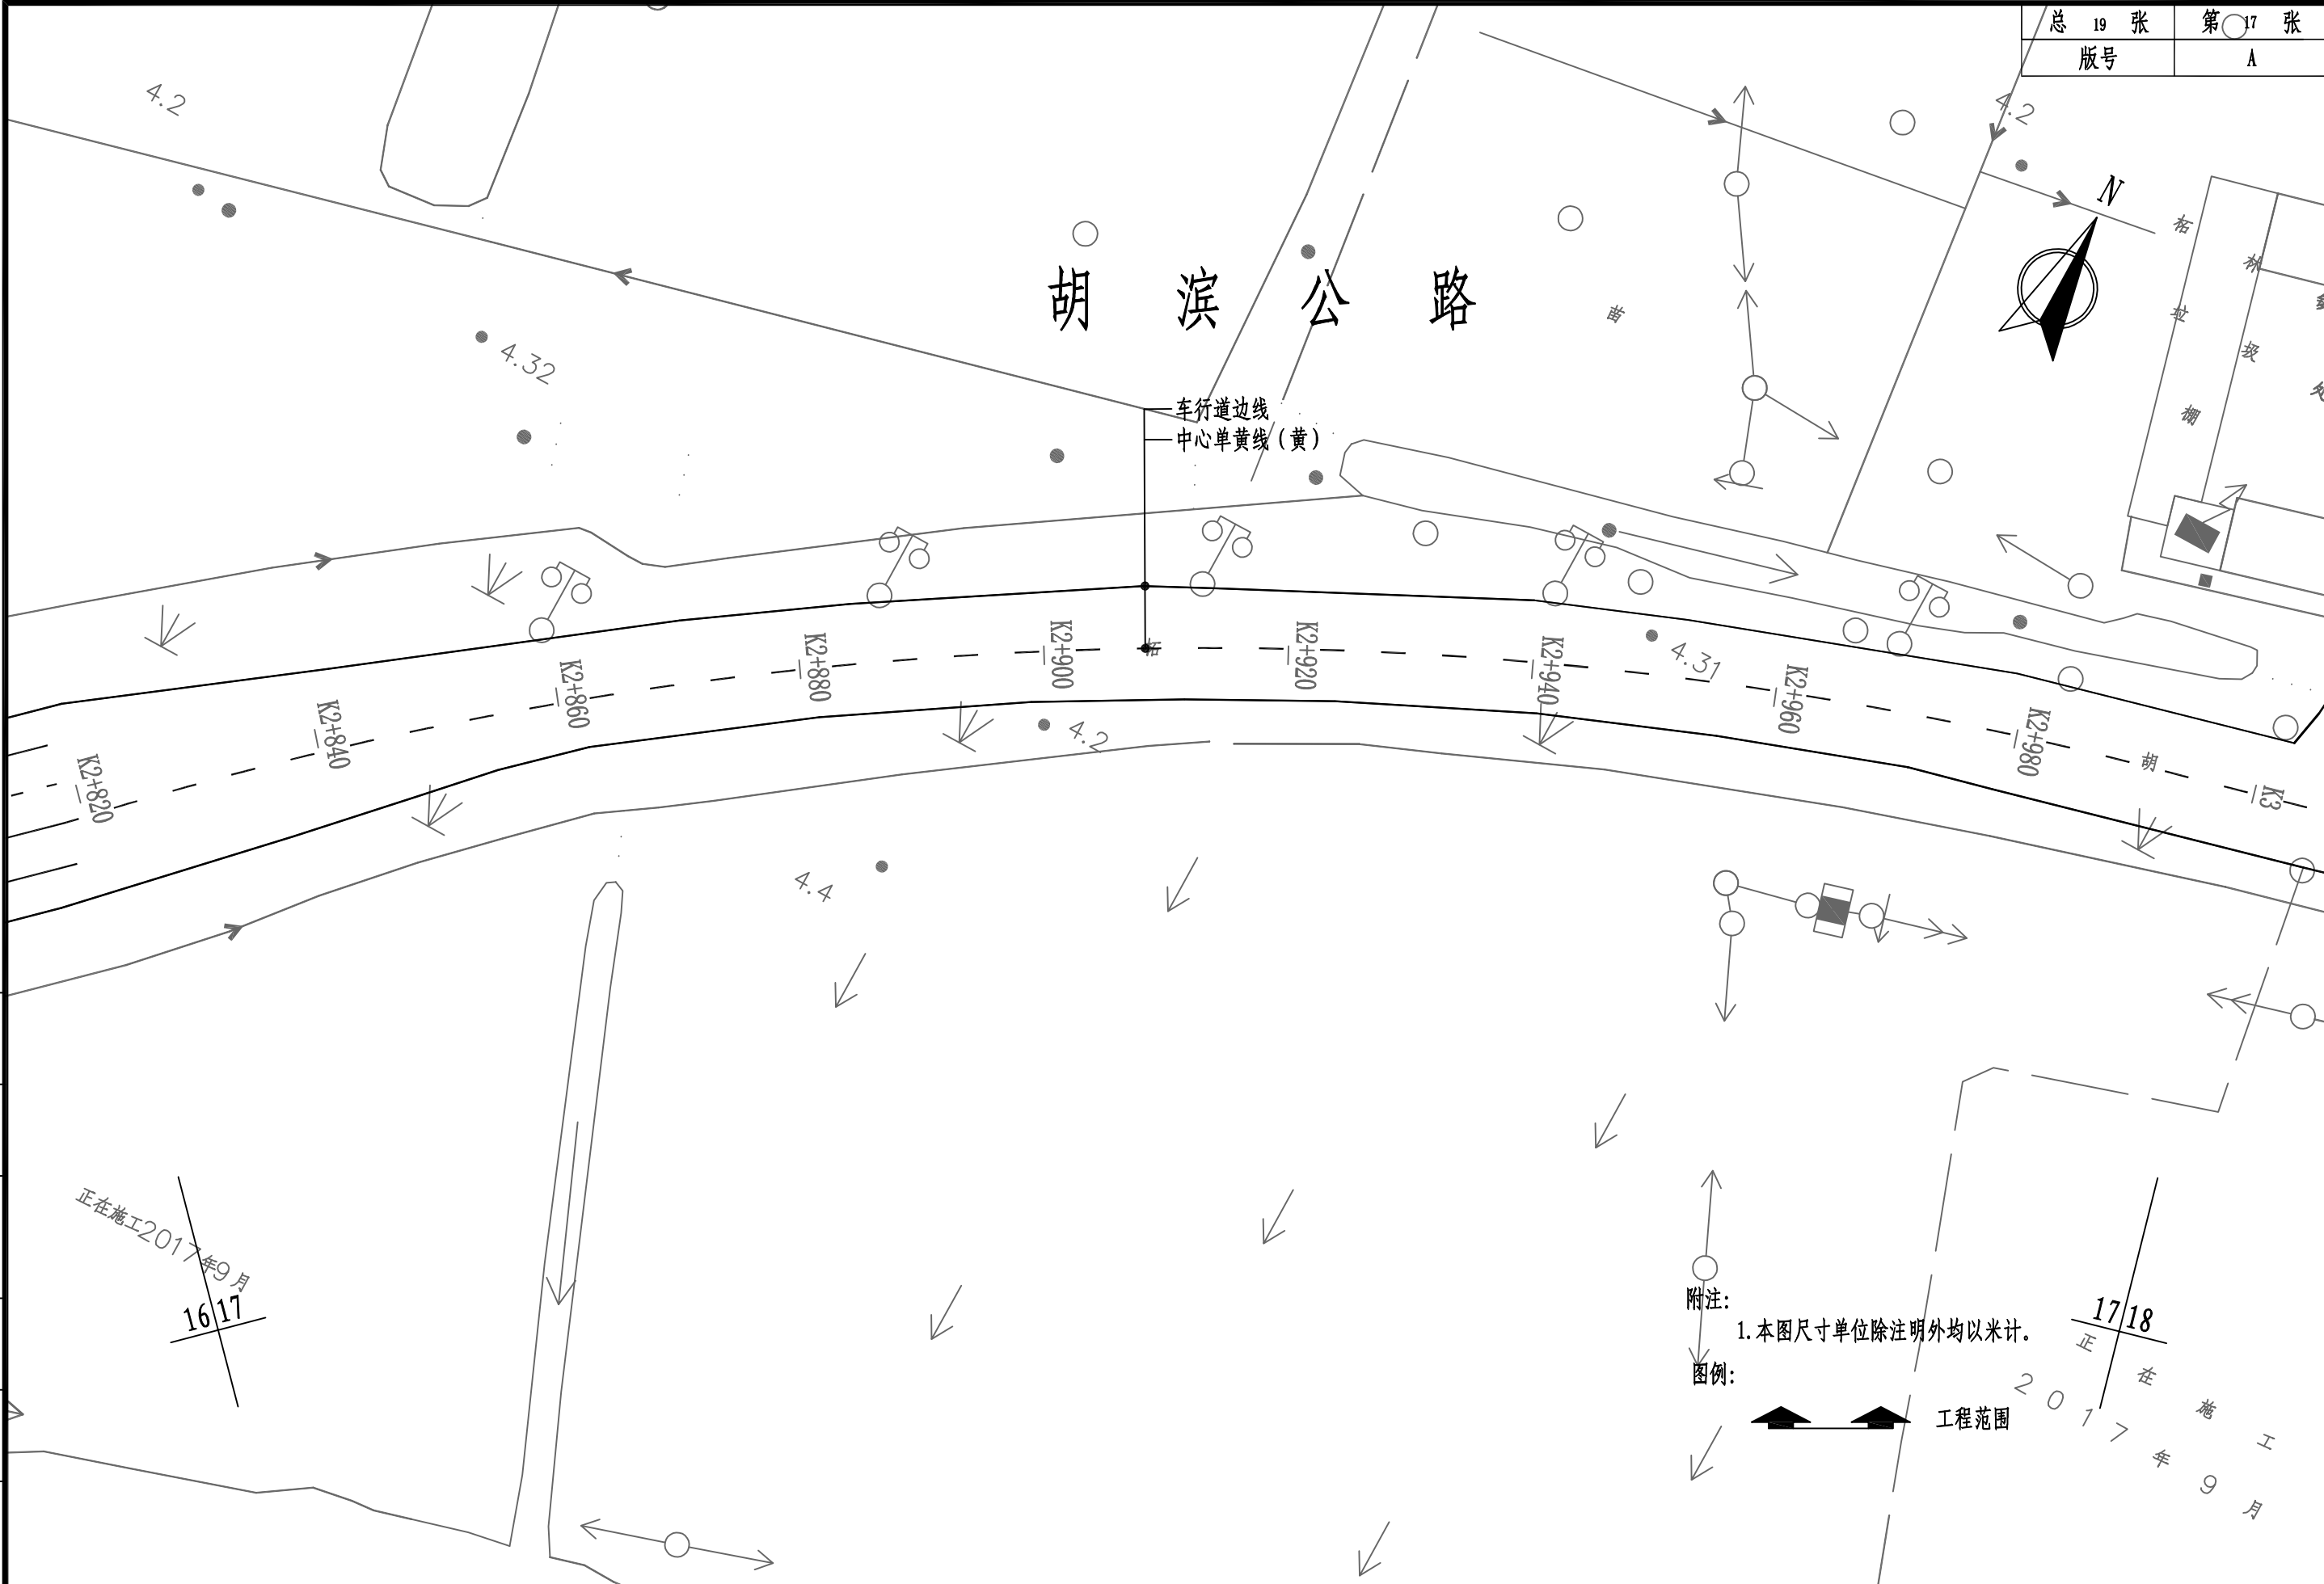 总 19 张 第 17 张
版号 A
4.2
4.2
N
胡滨公路
苗
4.32
车行道边线
中心单黄线（黄）
棚
K2+820
K2+840
K2+860
K2+880
K2+900
K2+920
K2+940
K2+960
K2+980
K3
4.31
4.2
胡
4.4
正在施工2017年9月
16 17
附注:
1.本图尺寸单位除注明外均以米计。
图例:
工程范围
17 18
正在施工
2017年9月